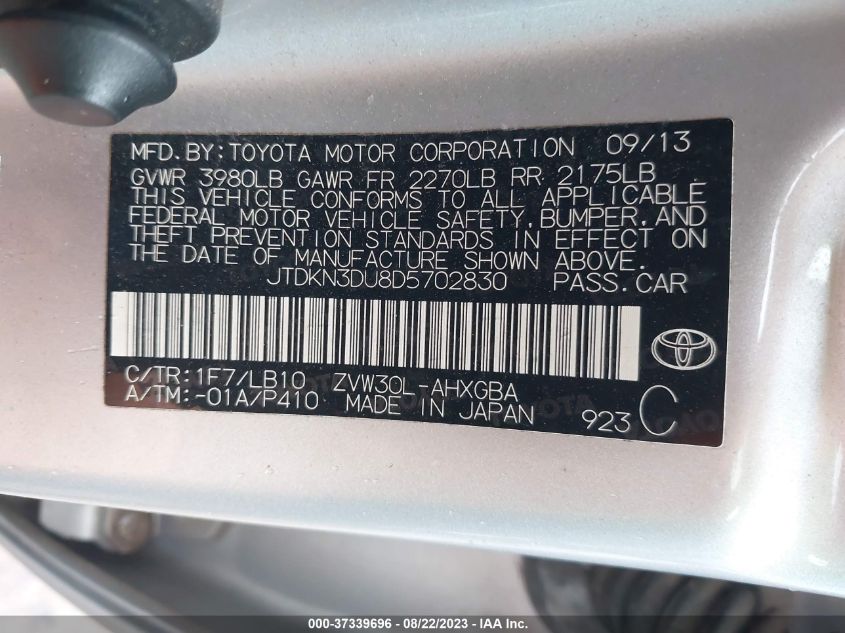 MFD.BY:TOYOTA MOTOR CORPORATION 09/13
GVWR 3980LB GAWR FR 2270LB RR 2175LB
THIS VEHICLE CONFORMS TO ALL APPLICABLE
FEDERAL MOTOR VEHICLE SAFETY,BUMPER,AND
THEFT PREVENTION STANDARDS IN EFFECT ON
THE DATE OF MANUFACTURE SHOWN ABOVE.
JTDKN3DU8D5702830 PASS.CAR
C/TR:1F7/LB10 ZVW30L-AHXGBA
A/TM:-01A/P410 MADE IN JAPAN 923 C
000-37339696 - 08/22/2023 - IAA Inc.